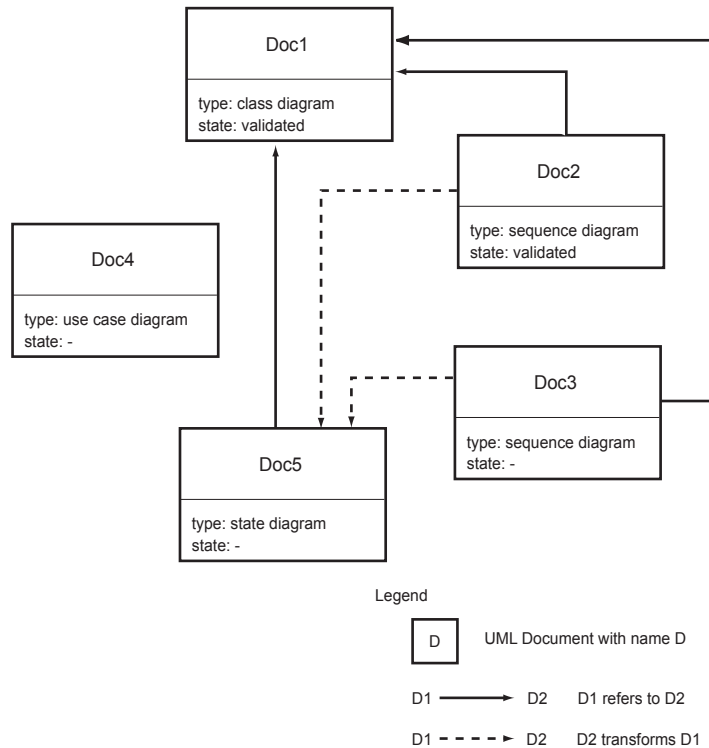 Doc1
type: class diagram
state: validated
Doc2
type: sequence diagram
state: validated
Doc4
type: use case diagram
state: -
Doc3
type: sequence diagram
state: -
Doc5
type: state diagram
state: -
Legend
D UML Document with name D
D1 D2 D1 refers to D2
D1 D2 D2 transforms D1